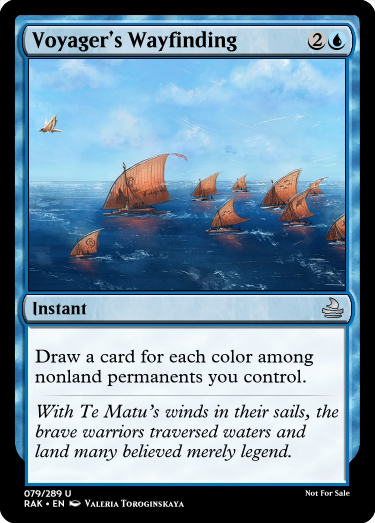 Voyager's Wayfinding 2
Instant
Draw a card for each color among
nonland permanents you control.
With Te Matu's winds in their sails, the
brave warriors traversed waters and
land many believed merely legend.
079/289 U Not For Sale
RAK • EN Valeria Toroginskaya